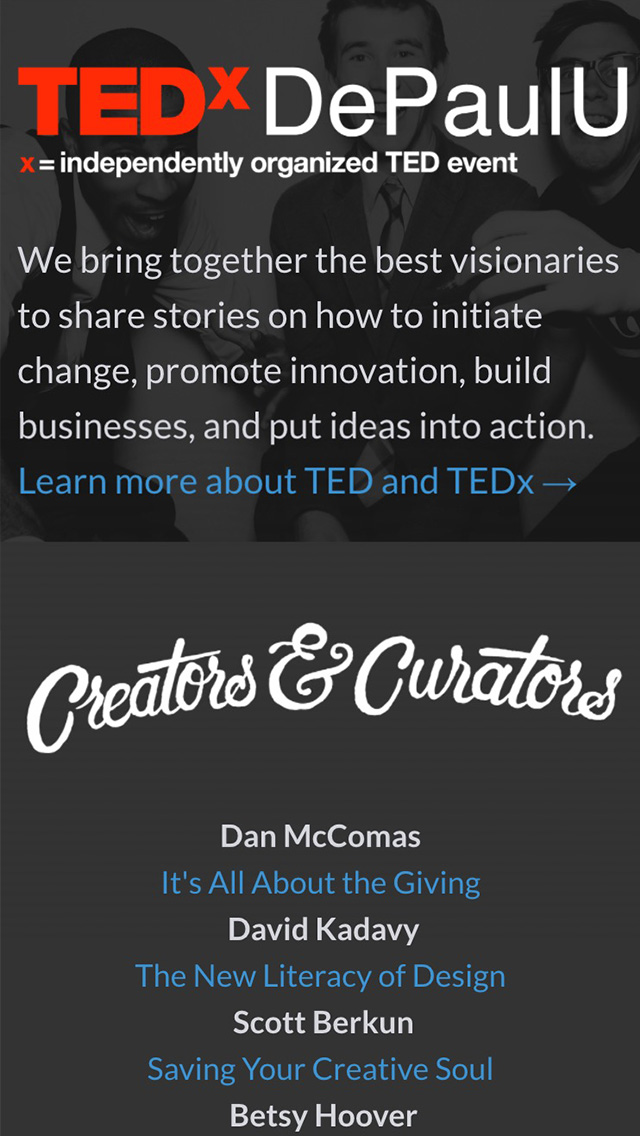 TEDx DePaulU
x = independently organized TED event
We bring together the best visionaries
to share stories on how to initiate
change, promote innovation, build
businesses, and put ideas into action.
Learn more about TED and TEDx →
Creators & Curators
Dan McComas
It's All About the Giving
David Kadavy
The New Literacy of Design
Scott Berkun
Saving Your Creative Soul
Betsy Hoover